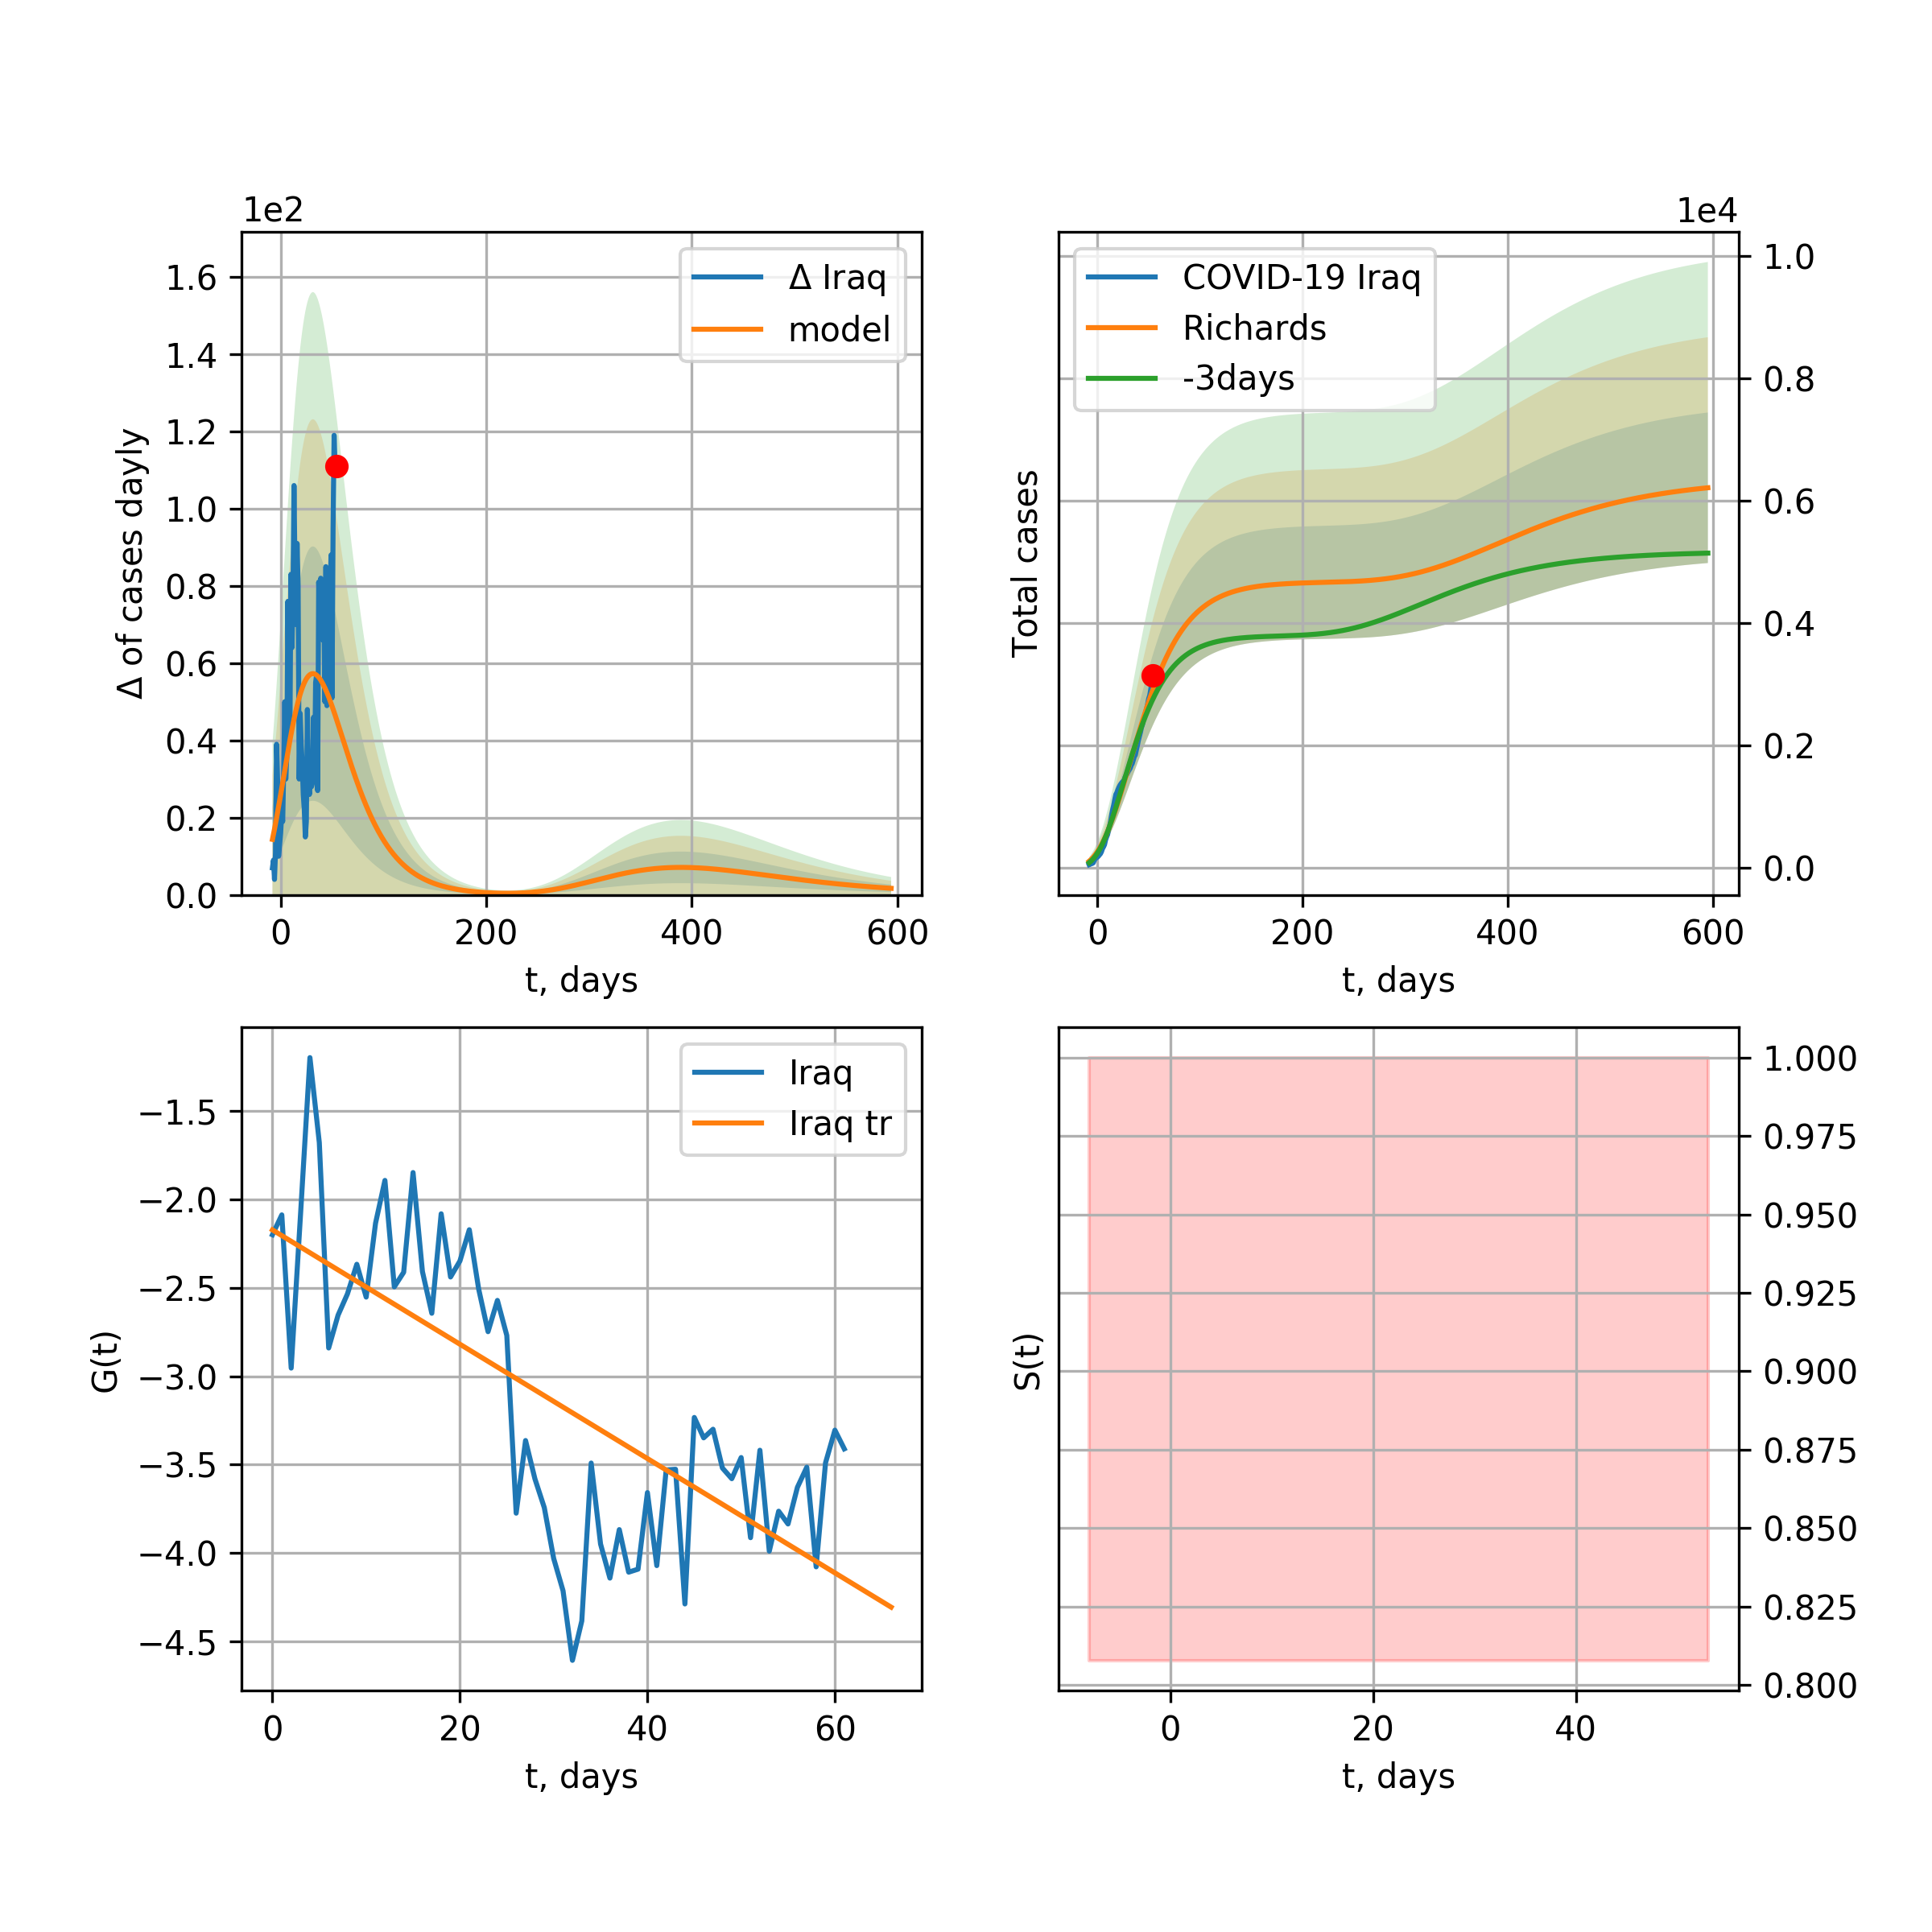 1e2
1.6
1.4
1.2
1.0
0.8
0.6
0.4
0.2
0.0
Δ of cases dayly
Δ Iraq
model
0 200 400 600
t, days
1e4
1.0
0.8
0.6
0.4
0.2
0.0
Total cases
COVID-19 Iraq
Richards
-3days
0 200 400 600
t, days
−1.5
−2.0
−2.5
−3.0
−3.5
−4.0
−4.5
G(t)
Iraq
Iraq tr
0 20 40 60
t, days
1.000
0.975
0.950
0.925
0.900
0.875
0.850
0.825
0.800
S(t)
0 20 40
t, days